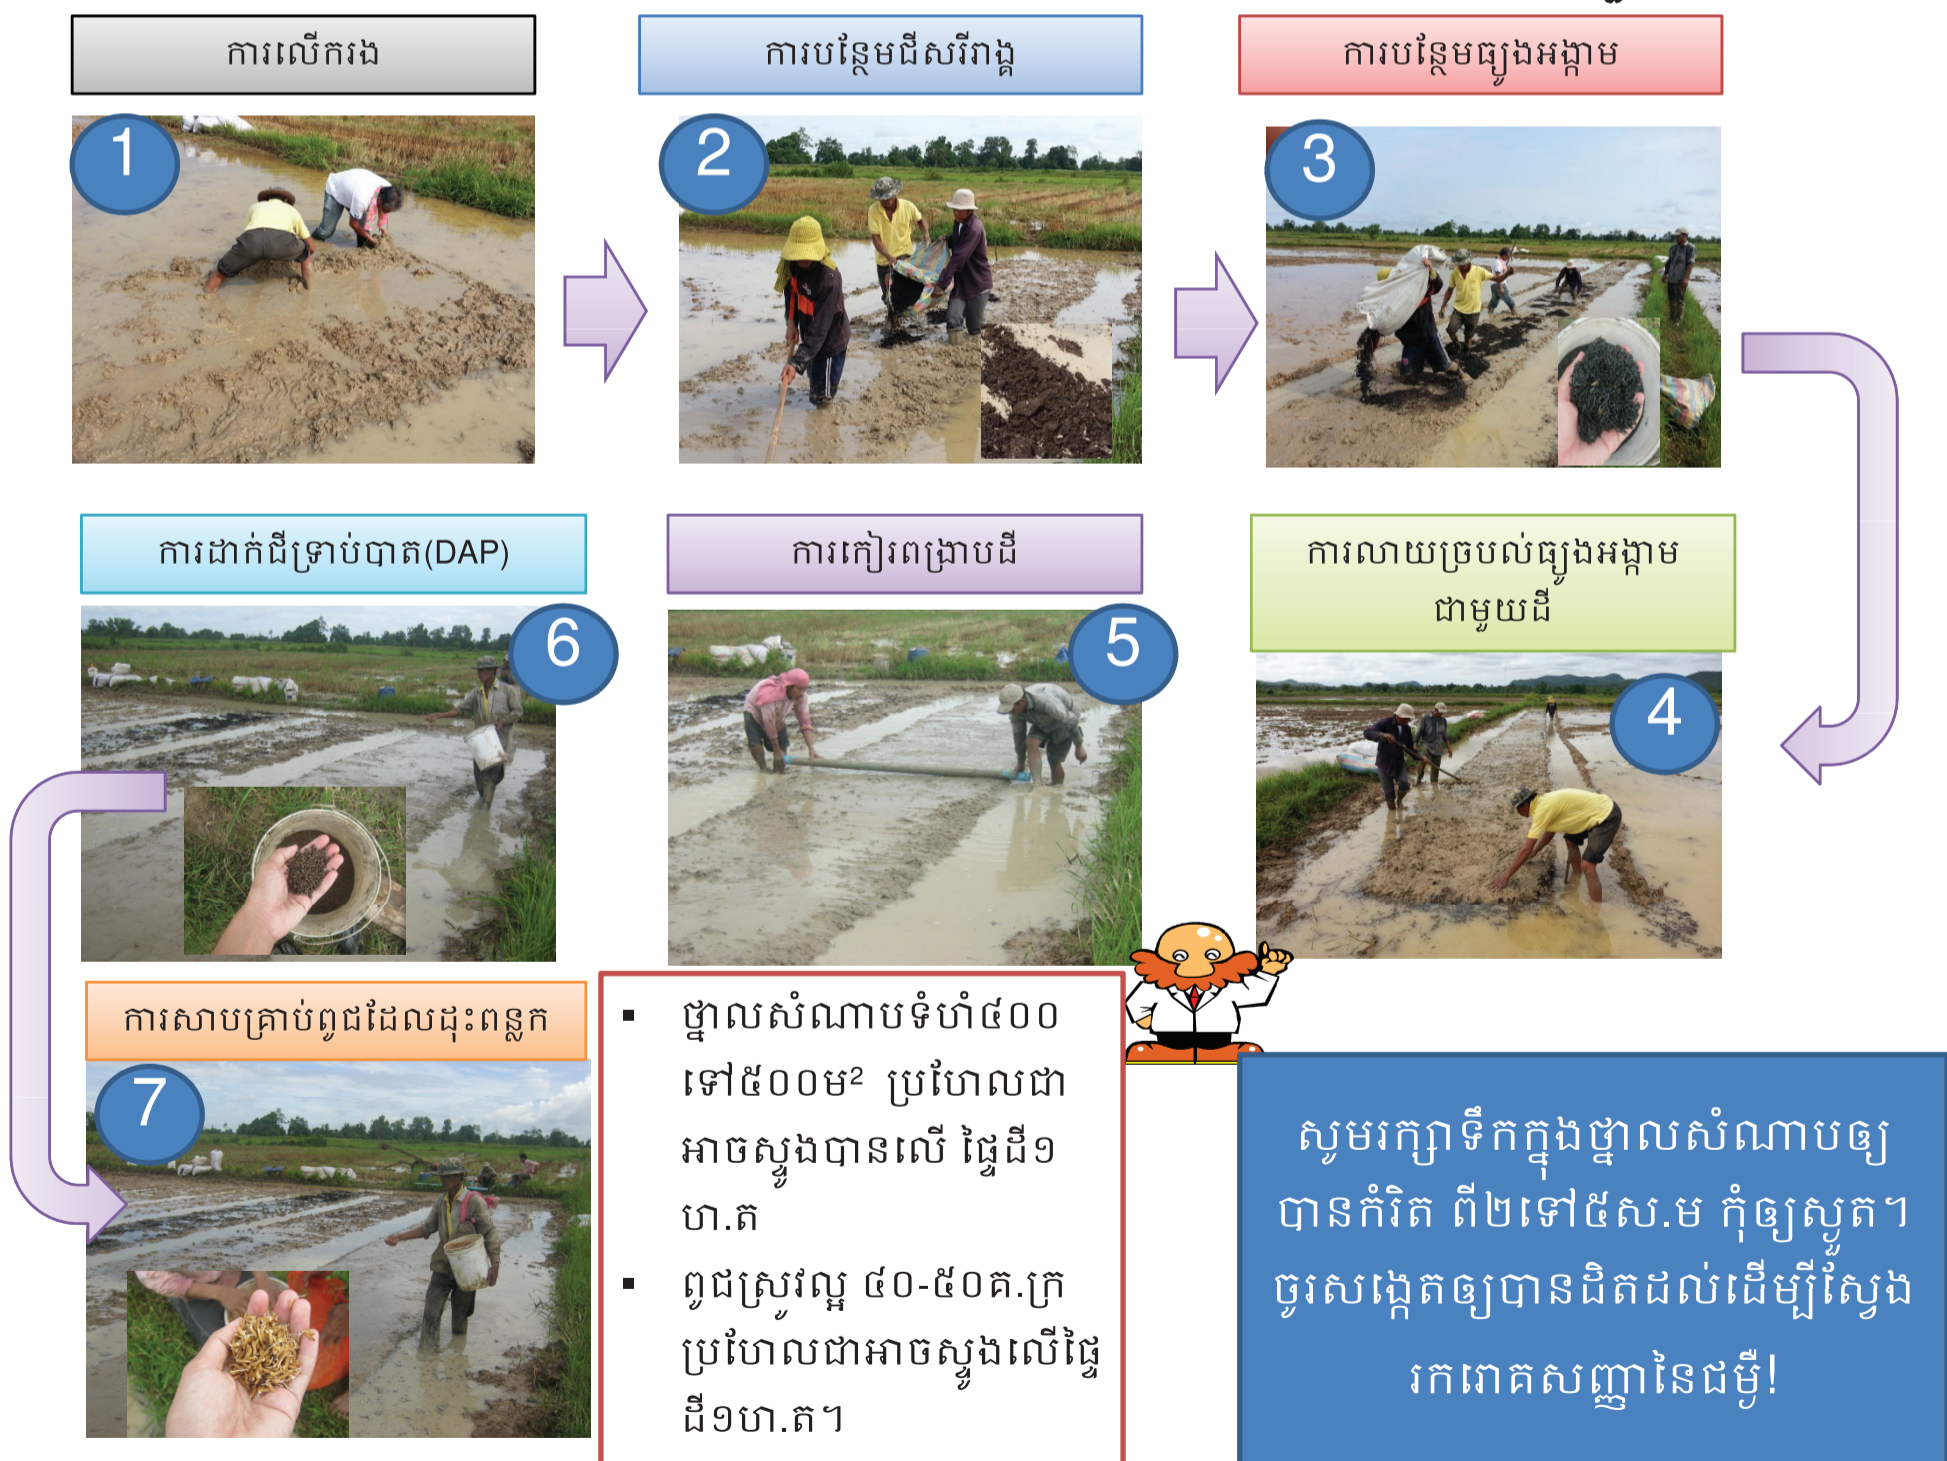 ការលើករង
ការបន្ថែមជីសរីរាង្គ
ការបន្ថែមធ្យូងអង្កាម
1
2
3
ការលាយច្របល់ធ្យូងអង្កាម
ជាមួយដី
4
ការកៀរពង្រាបដី
5
ការដាក់ជីទ្រាប់បាត(DAP)
6
ការសាបគ្រាប់ពូជដែលដុះពន្លក
7
▪ ថ្នាលសំណាបទំហំ៤០០
ទៅ៥០០ម² ប្រហែលជា
អាចស្ទូងបានលើ ផ្ទៃដី១
ហ.ត
▪ ពូជស្រូវល្អ ៤០-៥០គ.ក្រ
ប្រហែលជាអាចស្ទូងលើផ្ទៃ
ដី១ហ.ត។
សូមរក្សាទឹកក្នុងថ្នាលសំណាបឲ្យ
បានកំរិត ពី២ទៅ៥ស.ម កុំឲ្យស្ងួត។
ចូរសង្កេតឲ្យបានដិតដល់ដើម្បីស្វែង
រករោគសញ្ញានៃជម្ងឺ!